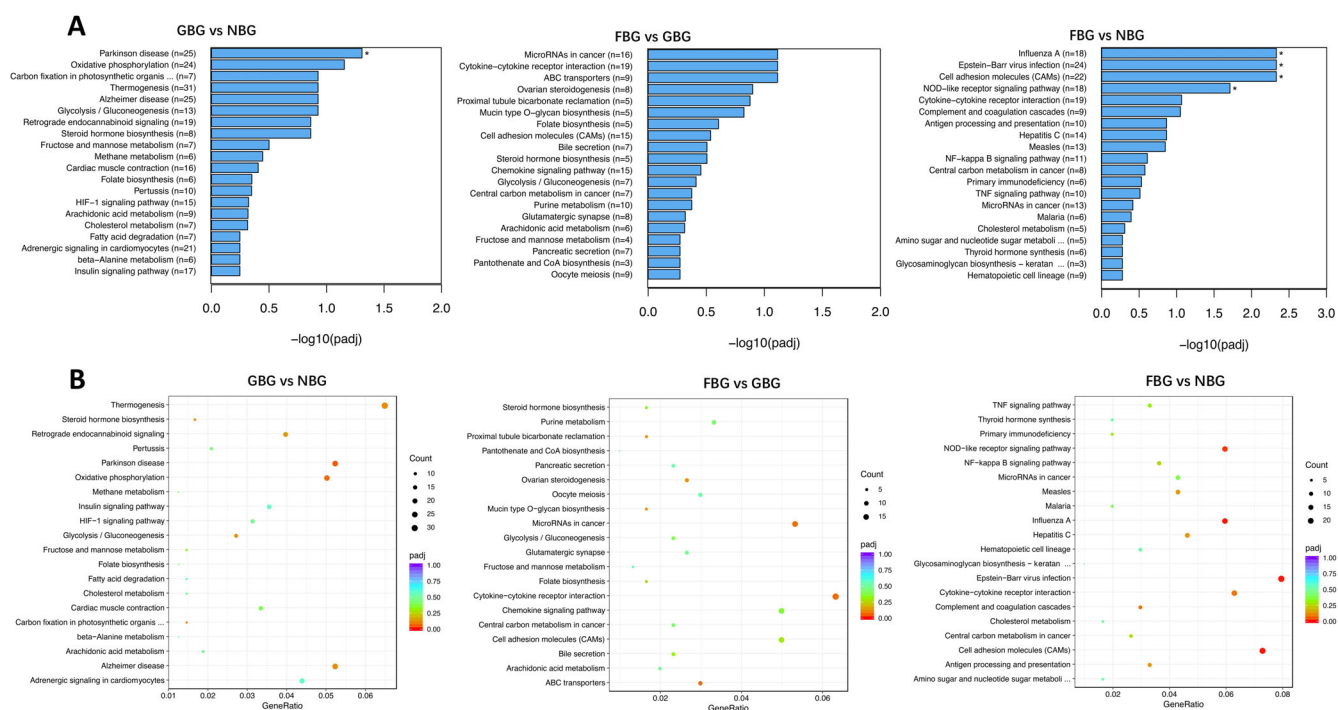 A
GBG vs NBG
Parkinson disease (n=25)
Oxidative phosphorylation (n=24)
Carbon fixation in photosynthetic organis ... (n=7)
Thermogenesis (n=31)
Alzheimer disease (n=25)
Glycolysis / Gluconeogenesis (n=13)
Retrograde endocannabinoid signaling (n=19)
Steroid hormone biosynthesis (n=8)
Fructose and mannose metabolism (n=7)
Methane metabolism (n=6)
Cardiac muscle contraction (n=16)
Folate biosynthesis (n=6)
Pertussis (n=10)
HIF-1 signaling pathway (n=15)
Arachidonic acid metabolism (n=9)
Cholesterol metabolism (n=7)
Fatty acid degradation (n=7)
Adrenergic signaling in cardiomyocytes (n=21)
beta-Alanine metabolism (n=6)
Insulin signaling pathway (n=17)
*
0.0 0.5 1.0 1.5 2.0
−log10(padj)
FBG vs GBG
MicroRNAs in cancer (n=16)
Cytokine-cytokine receptor interaction (n=19)
ABC transporters (n=9)
Ovarian steroidogenesis (n=8)
Proximal tubule bicarbonate reclamation (n=5)
Mucin type O-glycan biosynthesis (n=5)
Folate biosynthesis (n=5)
Cell adhesion molecules (CAMs) (n=15)
Bile secretion (n=7)
Steroid hormone biosynthesis (n=5)
Chemokine signaling pathway (n=15)
Glycolysis / Gluconeogenesis (n=7)
Central carbon metabolism in cancer (n=7)
Purine metabolism (n=10)
Glutamatergic synapse (n=8)
Arachidonic acid metabolism (n=6)
Fructose and mannose metabolism (n=4)
Pancreatic secretion (n=7)
Pantothenate and CoA biosynthesis (n=3)
Oocyte meiosis (n=9)
0.0 0.5 1.0 1.5 2.0
−log10(padj)
FBG vs NBG
Influenza A (n=18)
Epstein-Barr virus infection (n=24)
Cell adhesion molecules (CAMs) (n=22)
NOD-like receptor signaling pathway (n=18)
Cytokine-cytokine receptor interaction (n=19)
Complement and coagulation cascades (n=9)
Antigen processing and presentation (n=10)
Hepatitis C (n=14)
Measles (n=13)
NF-kappa B signaling pathway (n=11)
Central carbon metabolism in cancer (n=8)
Primary immunodeficiency (n=6)
TNF signaling pathway (n=10)
MicroRNAs in cancer (n=13)
Malaria (n=6)
Cholesterol metabolism (n=5)
Amino sugar and nucleotide sugar metaboli ... (n=5)
Thyroid hormone synthesis (n=6)
Glycosaminoglycan biosynthesis − keratan ... (n=3)
Hematopoietic cell lineage (n=9)
*
*
*
*
0.0 0.5 1.0 1.5 2.0 2.5 3.0
−log10(padj)
B
GBG vs NBG
Thermogenesis
Steroid hormone biosynthesis
Retrograde endocannabinoid signaling
Pertussis
Parkinson disease
Oxidative phosphorylation
Methane metabolism
Insulin signaling pathway
HIF-1 signaling pathway
Glycolysis / Gluconeogenesis
Fructose and mannose metabolism
Folate biosynthesis
Fatty acid degradation
Cholesterol metabolism
Cardiac muscle contraction
Carbon fixation in photosynthetic organis ...
beta-Alanine metabolism
Arachidonic acid metabolism
Alzheimer disease
Adrenergic signaling in cardiomyocytes
0.01 0.02 0.03 0.04 0.05 0.06
GeneRatio
Count
10
15
20
25
30
padj
1.00
0.75
0.50
0.25
0.00
FBG vs GBG
Steroid hormone biosynthesis
Purine metabolism
Proximal tubule bicarbonate reclamation
Pantothenate and CoA biosynthesis
Pancreatic secretion
Ovarian steroidogenesis
Oocyte meiosis
Mucin type O-glycan biosynthesis
MicroRNAs in cancer
Glycolysis / Gluconeogenesis
Glutamatergic synapse
Fructose and mannose metabolism
Folate biosynthesis
Cytokine-cytokine receptor interaction
Chemokine signaling pathway
Central carbon metabolism in cancer
Cell adhesion molecules (CAMs)
Bile secretion
Arachidonic acid metabolism
ABC transporters
0.02 0.04 0.06
GeneRatio
Count
5
10
15
padj
1.00
0.75
0.50
0.25
0.00
FBG vs NBG
TNF signaling pathway
Thyroid hormone synthesis
Primary immunodeficiency
NOD-like receptor signaling pathway
NF-kappa B signaling pathway
MicroRNAs in cancer
Measles
Malaria
Influenza A
Hepatitis C
Hematopoietic cell lineage
Glycosaminoglycan biosynthesis − keratan ...
Epstein-Barr virus infection
Cytokine-cytokine receptor interaction
Complement and coagulation cascades
Cholesterol metabolism
Central carbon metabolism in cancer
Cell adhesion molecules (CAMs)
Antigen processing and presentation
Amino sugar and nucleotide sugar metaboli ...
0.02 0.04 0.06 0.08
GeneRatio
Count
5
10
15
20
padj
1.00
0.75
0.50
0.25
0.00